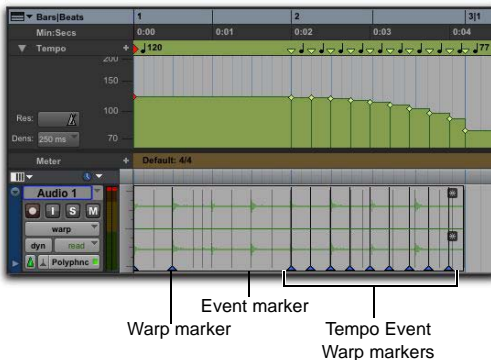 Bars|Beats 1 2 3|1
Min:Secs 0:00 0:01 0:02 0:03 0:04
Tempo + 120 77
200
150
Res: 100
Dens: 250 ms 70
Meter + Default: 4/4
Audio 1
I S M
warp
dyn read
Polyphnc
Event marker
Warp marker Tempo Event
Warp markers